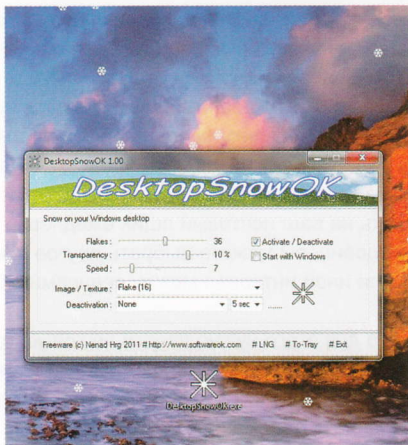 DesktopSnowOK 1.00
DesktopSnowOK
Snow on your Windows desktop
Flakes : 36 Activate / Deactivate
Transparency : 10 % Start with Windows
Speed : 7
Image / Texture : Flake (16)
Deactivation : None 5 sec .......
Freeware (c) Nenad Hrg 2011 # http://www.softwareok.com # LNG # To-Tray # Exit
DesktopSnowOK.exe